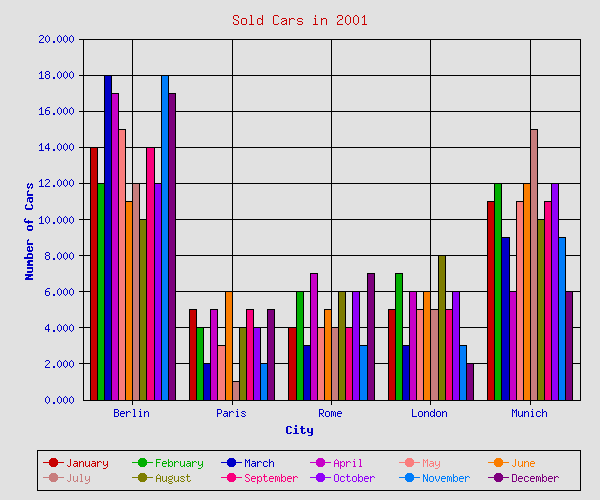 Sold Cars in 2001
20.000
18.000
16.000
14.000
12.000
10.000
8.000
6.000
4.000
2.000
0.000
Number of Cars
Berlin Paris Rome London Munich
City
January February March April May June
July August September October November December